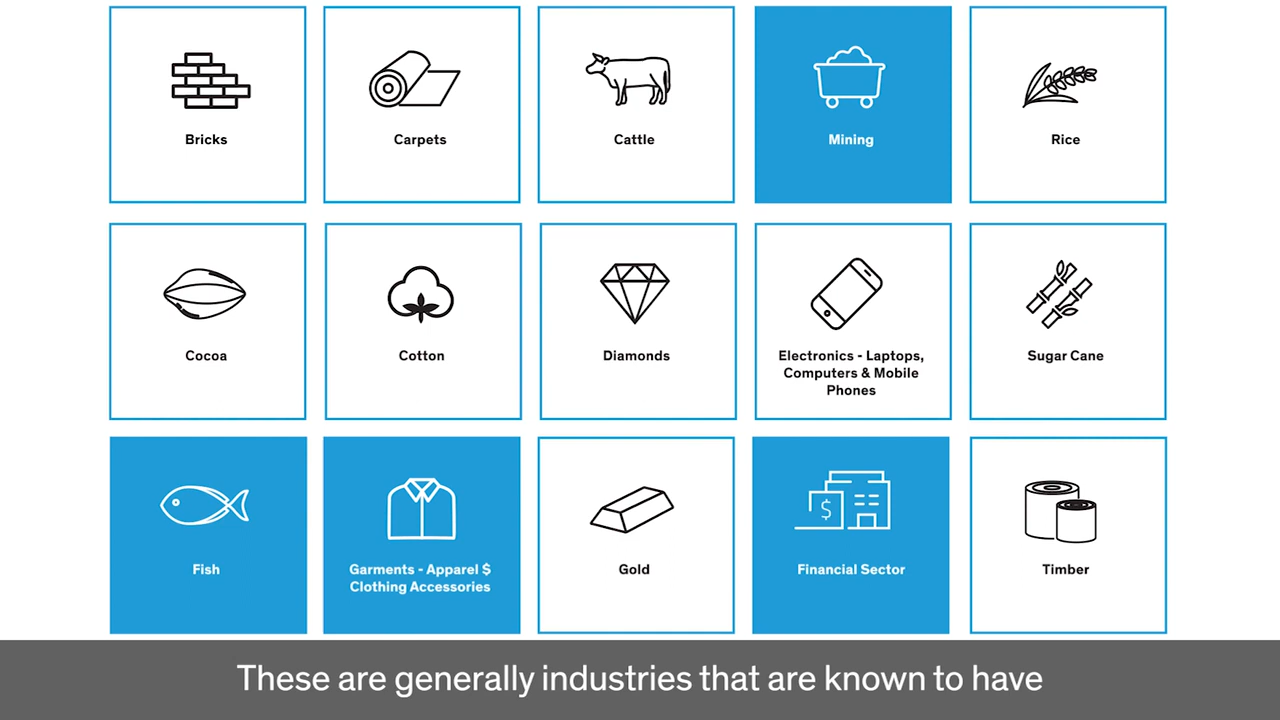 Bricks
Carpets
Cattle
Mining
Rice
Cocoa
Cotton
Diamonds
Electronics - Laptops,
Computers & Mobile
Phones
Sugar Cane
Fish
Garments - Apparel $
Clothing Accessories
Gold
$
Financial Sector
Timber
These are generally industries that are known to have